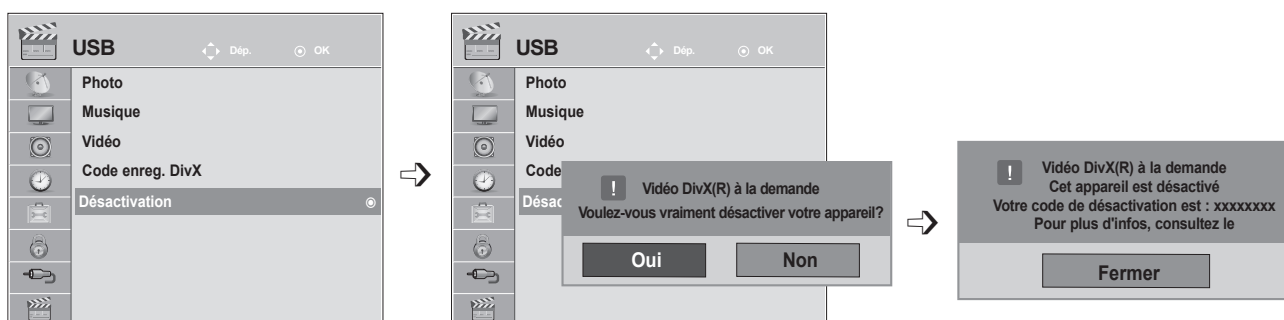 USB Dép. OK
Photo
Musique
Vidéo
Code enreg. DivX
Désactivation
USB Dép. OK
Photo
Musique
Vidéo
Code
Désac
! Vidéo DivX(R) à la demande
Voulez-vous vraiment désactiver votre appareil?
Oui Non
! Vidéo DivX(R) à la demande
Cet appareil est désactivé
Votre code de désactivation est : xxxxxxxx
Pour plus d'infos, consultez le
Fermer